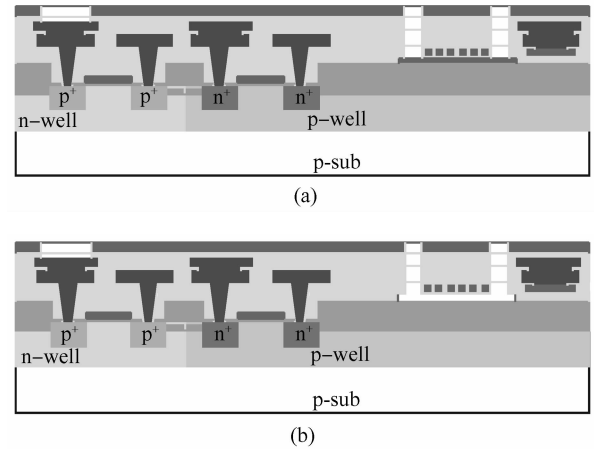 p+ p+ n+ n+
n-well p-well
p-sub
(a)
p+ p+ n+ n+
n-well p-well
p-sub
(b)